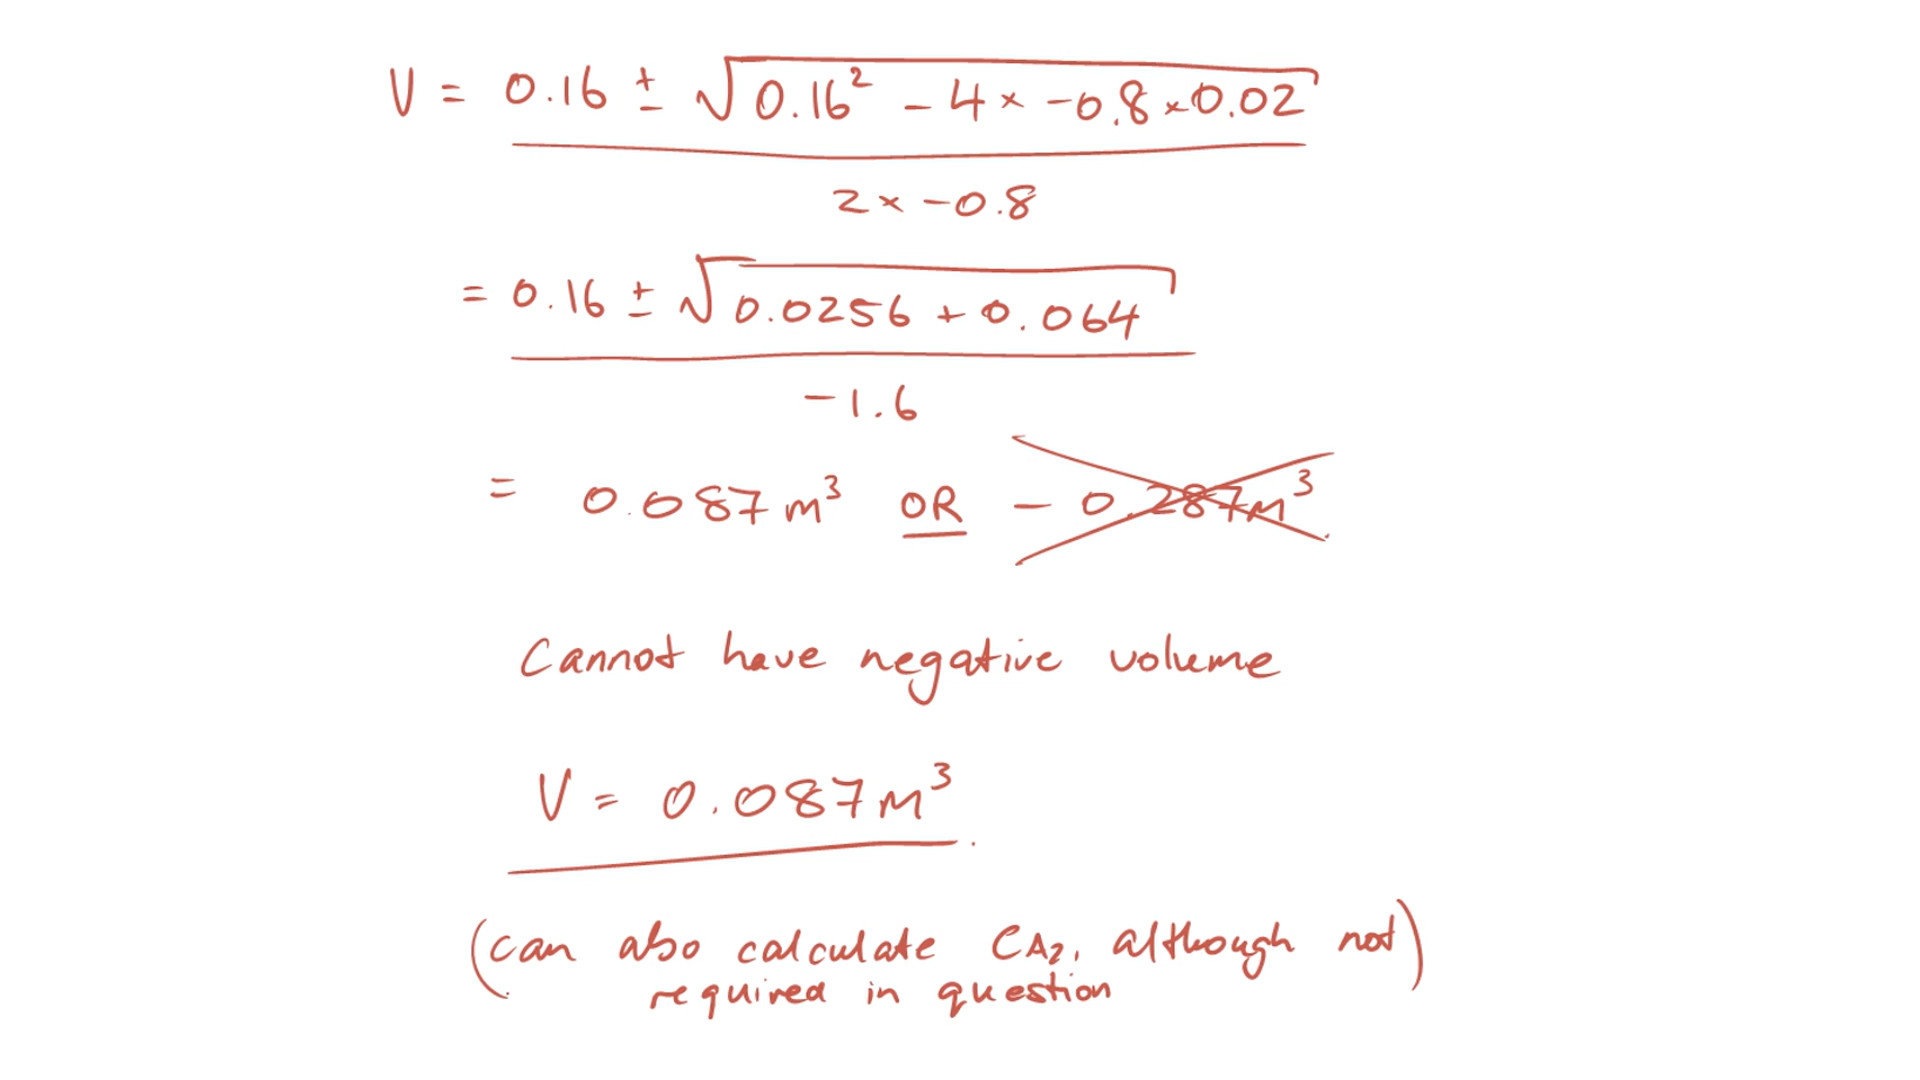 V = 0.16 ± √0.16² - 4 × -0.8 × 0.02
2 × -0.8
= 0.16 ± √0.0256 + 0.064
-1.6
= 0.087 m³ OR - 0.287 m³
Cannot have negative volume
V = 0.087 m³
(can also calculate CA2, although not)
required in question